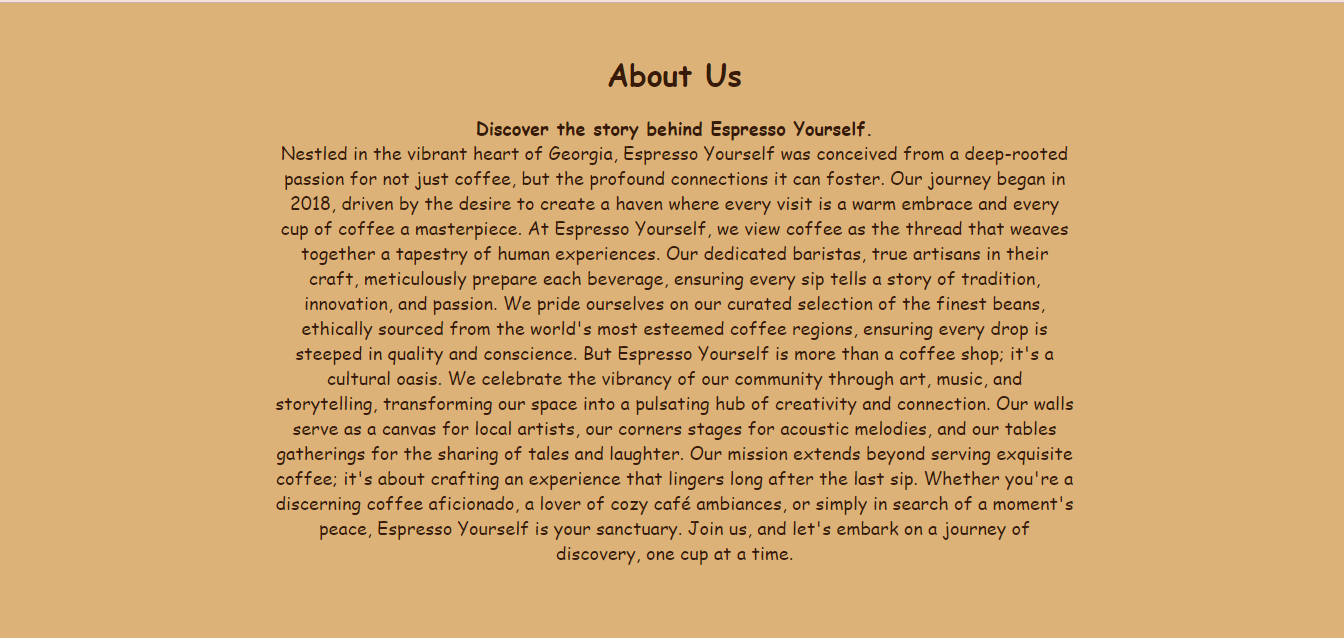 About Us
Discover the story behind Espresso Yourself.
Nestled in the vibrant heart of Georgia, Espresso Yourself was conceived from a deep-rooted
passion for not just coffee, but the profound connections it can foster. Our journey began in
2018, driven by the desire to create a haven where every visit is a warm embrace and every
cup of coffee a masterpiece. At Espresso Yourself, we view coffee as the thread that weaves
together a tapestry of human experiences. Our dedicated baristas, true artisans in their
craft, meticulously prepare each beverage, ensuring every sip tells a story of tradition,
innovation, and passion. We pride ourselves on our curated selection of the finest beans,
ethically sourced from the world's most esteemed coffee regions, ensuring every drop is
steeped in quality and conscience. But Espresso Yourself is more than a coffee shop; it's a
cultural oasis. We celebrate the vibrancy of our community through art, music, and
storytelling, transforming our space into a pulsating hub of creativity and connection. Our walls
serve as a canvas for local artists, our corners stages for acoustic melodies, and our tables
gatherings for the sharing of tales and laughter. Our mission extends beyond serving exquisite
coffee; it's about crafting an experience that lingers long after the last sip. Whether you're a
discerning coffee aficionado, a lover of cozy café ambiances, or simply in search of a moment's
peace, Espresso Yourself is your sanctuary. Join us, and let's embark on a journey of
discovery, one cup at a time.